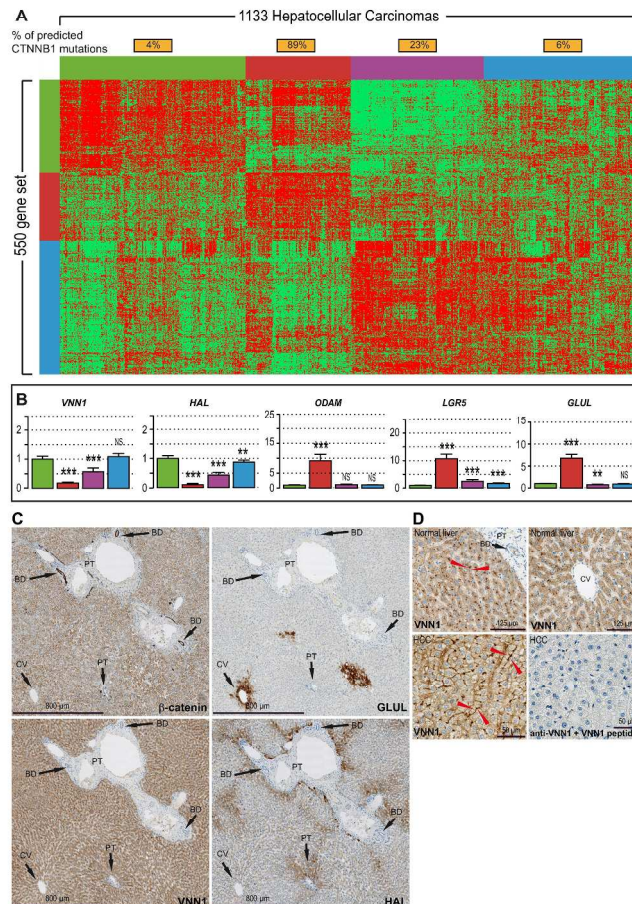 A
1133 Hepatocellular Carcinomas
% of predicted
CTNNB1 mutations
4%
89%
23%
6%
550 gene set
B
VNN1
HAL
ODAM
LGR5
GLUL
2
1
0
***
***
NS
2
1
0
***
***
**
25
20
15
10
5
0
***
NS
NS
15
10
5
0
***
***
***
15
10
5
0
***
**
NS
C
BD
BD
PT
BD
CV
PT
800 µm
β-catenin
BD
BD
PT
BD
CV
PT
800 µm
GLUL
BD
BD
PT
BD
CV
PT
800 µm
VNN1
BD
BD
PT
BD
CV
PT
800 µm
HAL
D
Normal liver
PT
BD
VNN1
125 µm
Normal liver
CV
VNN1
125 µm
HCC
VNN1
50 µm
HCC
50 µm
anti-VNN1 + VNN1 peptid